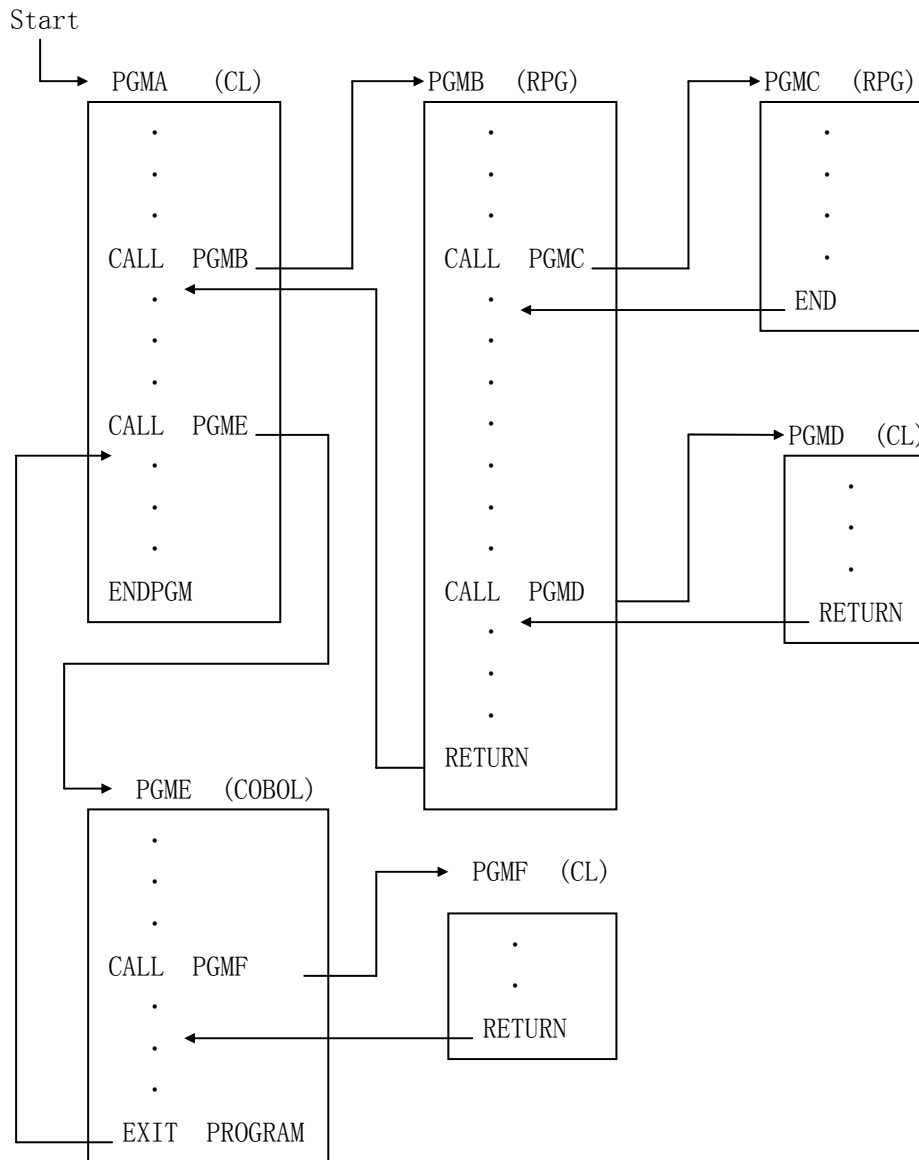 Start
PGMA (CL)
.
.
.
CALL PGMB
.
.
.
CALL PGME
.
.
.
ENDPGM
PGMB (RPG)
.
.
.
CALL PGMC
.
.
.
.
.
.
.
CALL PGMD
.
.
.
RETURN
PGMC (RPG)
.
.
.
.
END
PGMD (CL)
.
.
.
RETURN
PGME (COBOL)
.
.
.
CALL PGMF
.
.
.
EXIT PROGRAM
PGMF (CL)
.
.
RETURN